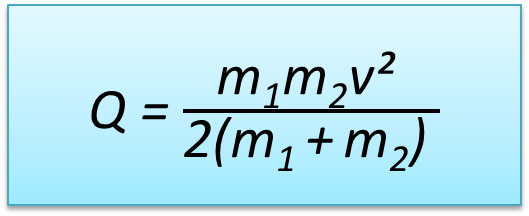 Q = m₁m₂v² / 2(m₁ + m₂)